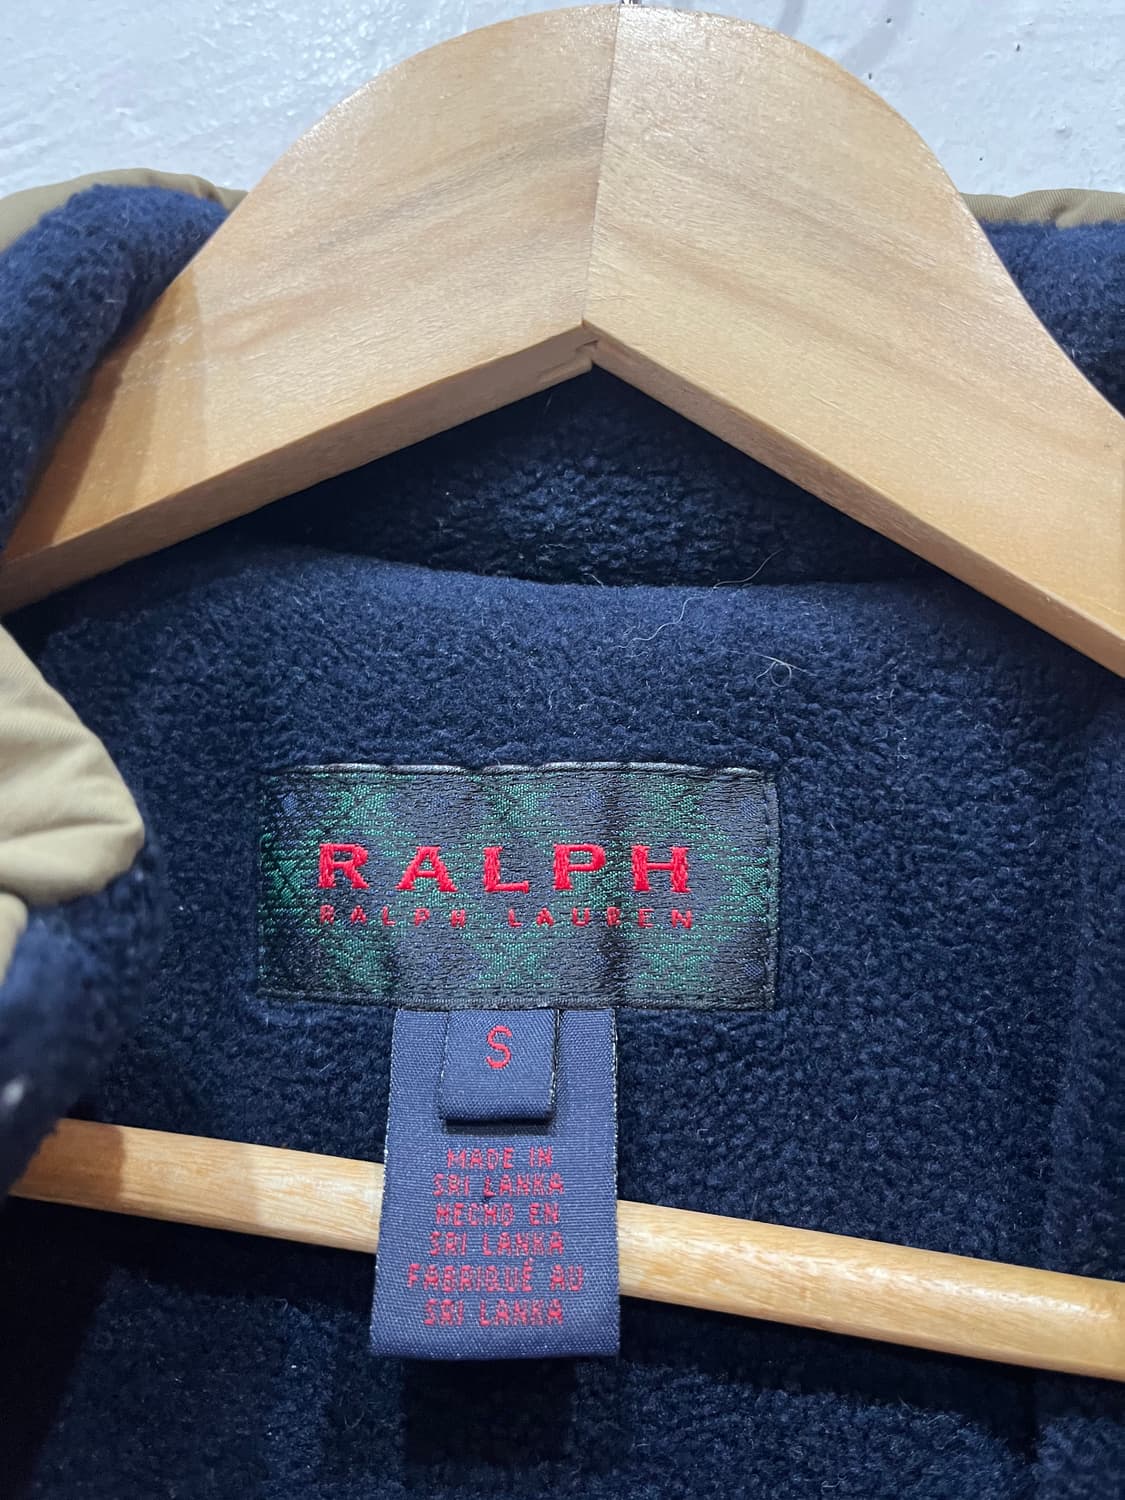 RALPH
RALPH LAUREN
S
MADE IN
SRI LANKA
HECHO EN
SRI LANKA
FABRIQUÉ AU
SRI LANKA